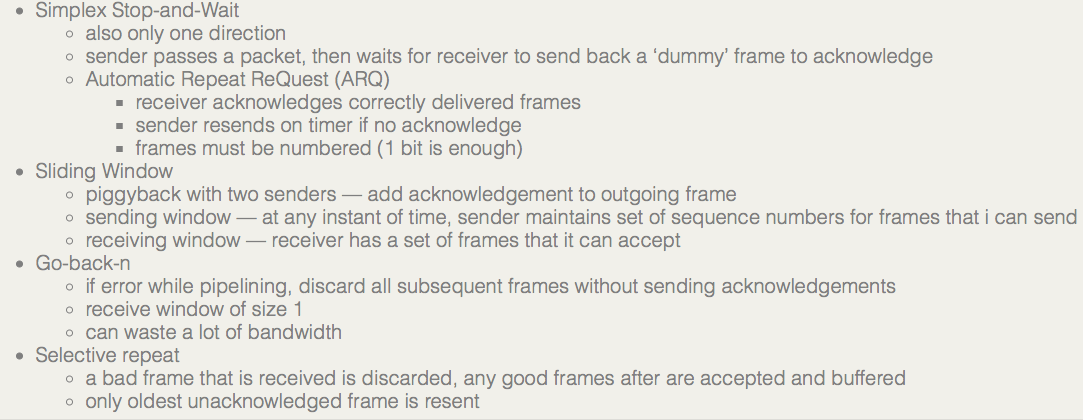 Simplex Stop-and-Wait
also only one direction
sender passes a packet, then waits for receiver to send back a ‘dummy’ frame to acknowledge
Automatic Repeat ReQuest (ARQ)
receiver acknowledges correctly delivered frames
sender resends on timer if no acknowledge
frames must be numbered (1 bit is enough)
Sliding Window
piggyback with two senders — add acknowledgement to outgoing frame
sending window — at any instant of time, sender maintains set of sequence numbers for frames that i can send
receiving window — receiver has a set of frames that it can accept
Go-back-n
if error while pipelining, discard all subsequent frames without sending acknowledgements
receive window of size 1
can waste a lot of bandwidth
Selective repeat
a bad frame that is received is discarded, any good frames after are accepted and buffered
only oldest unacknowledged frame is resent